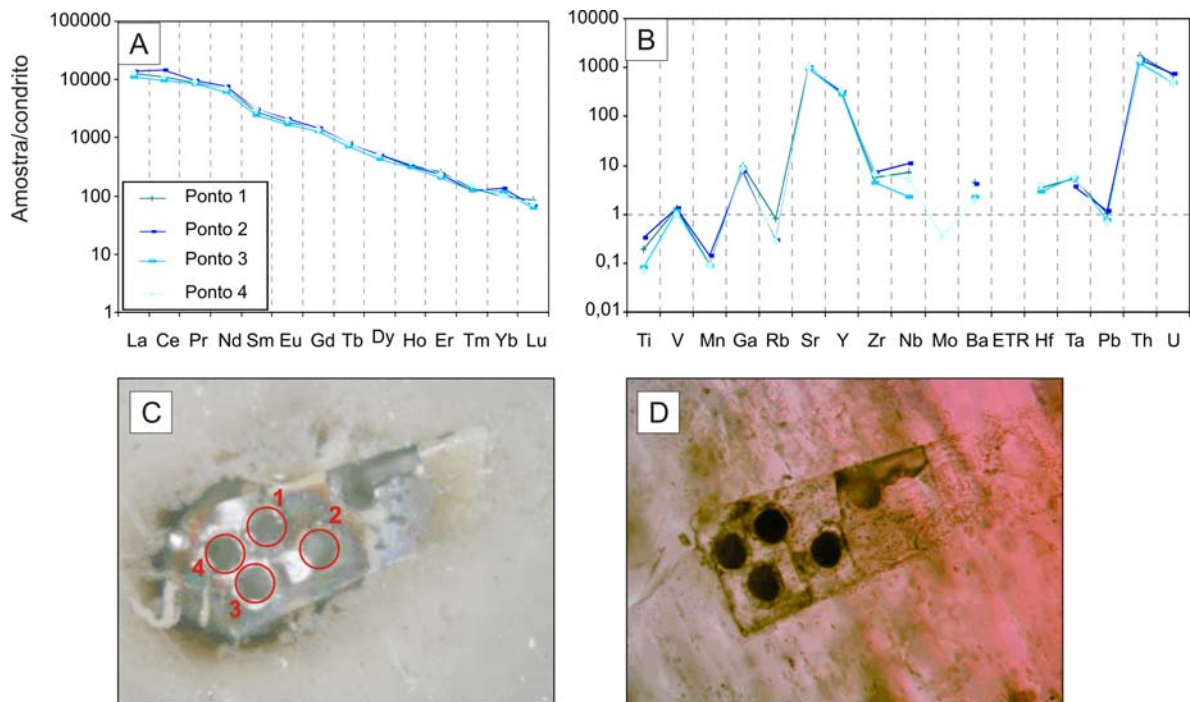 Amostra/condrito
A
100000
10000
1000
100
10
1
Ponto 1
Ponto 2
Ponto 3
Ponto 4
La Ce Pr Nd Sm Eu Gd Tb Dy Ho Er Tm Yb Lu
B
10000
1000
100
10
1
0,1
0,01
Ti V Mn Ga Rb Sr Y Zr Nb Mo Ba ETR Hf Ta Pb Th U
C
1
2
4
3
D